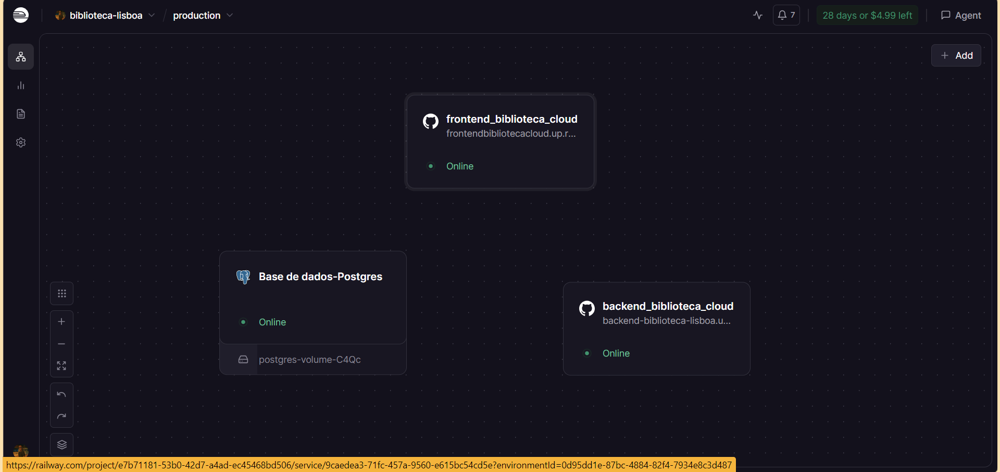 biblioteca-lisboa / production
7
28 days or $4.99 left
Agent
+ Add
frontend_biblioteca_cloud
frontendbibliotecacloud.up.r...
Online
Base de dados-Postgres
Online
postgres-volume-C4Qc
backend_biblioteca_cloud
backend-biblioteca-lisboa.u...
Online
https://railway.com/project/e7b71181-53b0-42d7-a4ad-ec45468bd506/service/9caedea3-71fc-457a-9560-e615bc54cd5e?environmentId=0d95dd1e-87bc-4884-82f4-7934e8c3d487